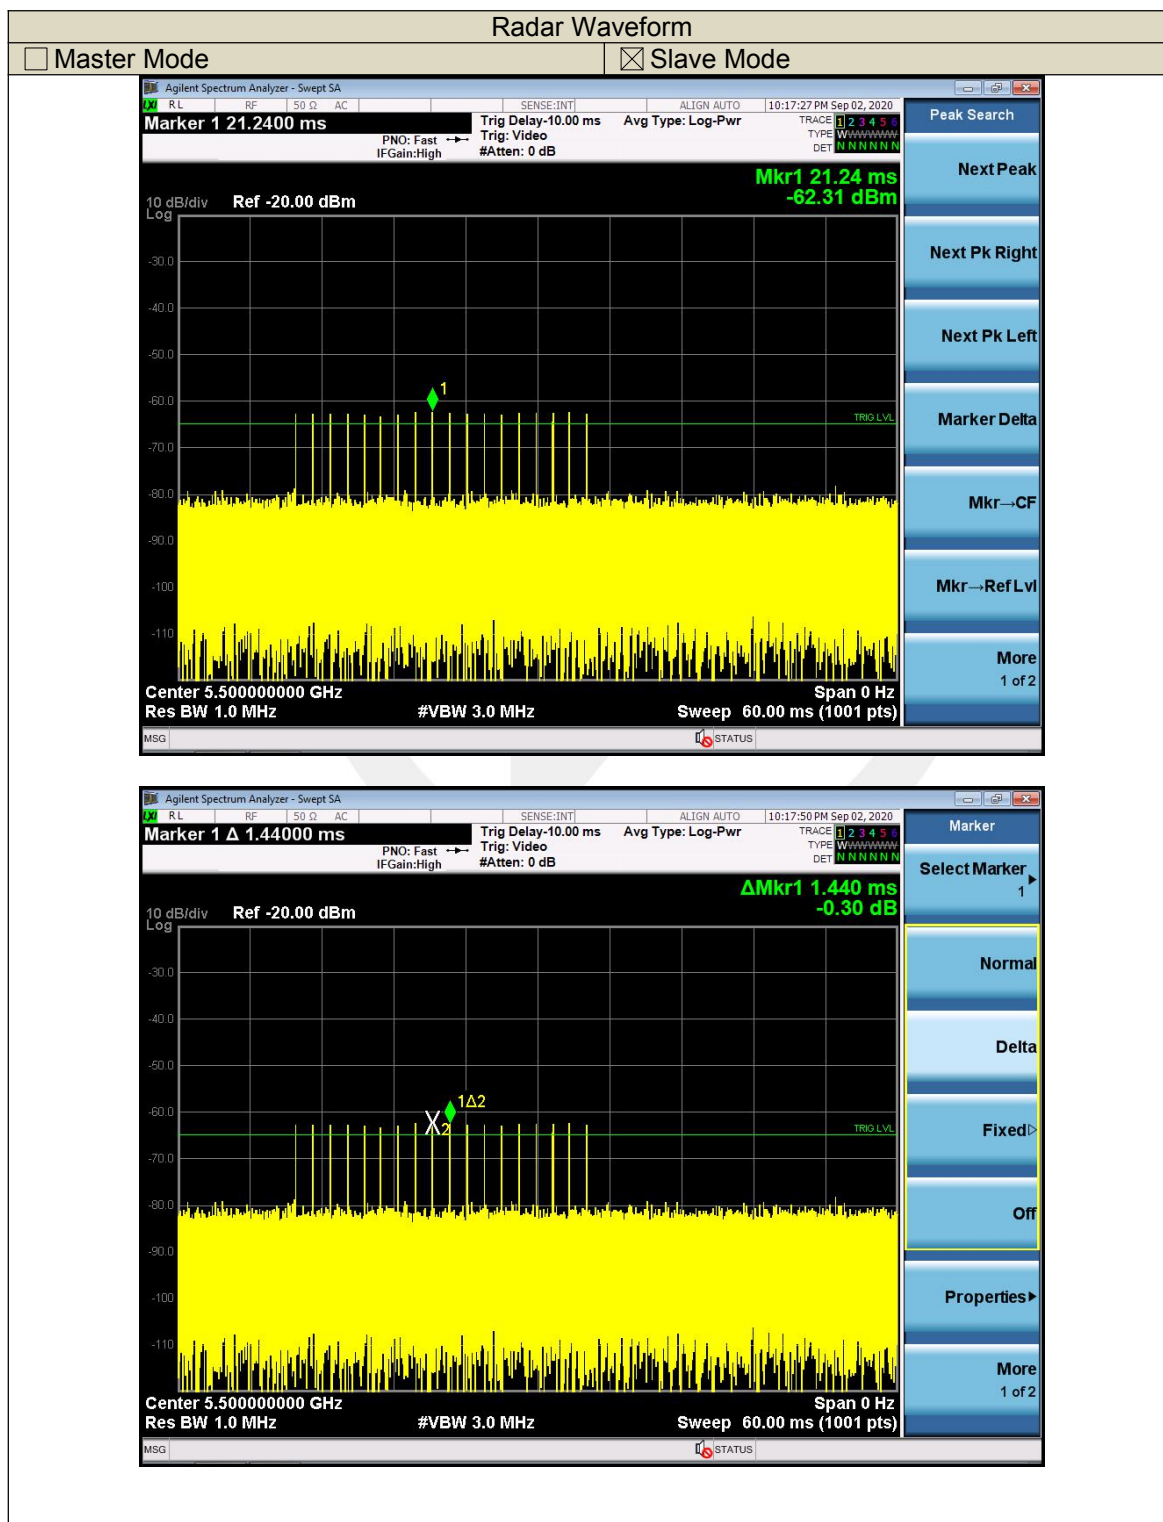 Radar Waveform
☐ Master Mode ☒ Slave Mode
Agilent Spectrum Analyzer - Swept SA
LXI RL RF 50 Ω AC SENSE:INT ALIGN AUTO 10:17:27 PM Sep 02, 2020
Marker 1 21.2400 ms
PNO: Fast
IFGain:High
Trig Delay-10.00 ms
Trig: Video
#Atten: 0 dB
Avg Type: Log-Pwr
TRACE 1 2 3 4 5 6
TYPE WWWWWW
DET N N N N N N
Mkr1 21.24 ms
-62.31 dBm
10 dB/div Ref -20.00 dBm
Log
-30.0
-40.0
-50.0
1
-60.0
TRIG LVL
-70.0
-80.0
-90.0
-100
-110
Center 5.500000000 GHz Span 0 Hz
Res BW 1.0 MHz #VBW 3.0 MHz Sweep 60.00 ms (1001 pts)
MSG STATUS
Peak Search
Next Peak
Next Pk Right
Next Pk Left
Marker Delta
Mkr→CF
Mkr→Ref Lvl
More
1 of 2
Agilent Spectrum Analyzer - Swept SA
LXI RL RF 50 Ω AC SENSE:INT ALIGN AUTO 10:17:50 PM Sep 02, 2020
Marker 1 Δ 1.44000 ms
PNO: Fast
IFGain:High
Trig Delay-10.00 ms
Trig: Video
#Atten: 0 dB
Avg Type: Log-Pwr
TRACE 1 2 3 4 5 6
TYPE WWWWWW
DET N N N N N N
ΔMkr1 1.440 ms
-0.30 dB
10 dB/div Ref -20.00 dBm
Log
-30.0
-40.0
-50.0
1Δ2
-60.0
2
TRIG LVL
-70.0
-80.0
-90.0
-100
-110
Center 5.500000000 GHz Span 0 Hz
Res BW 1.0 MHz #VBW 3.0 MHz Sweep 60.00 ms (1001 pts)
MSG STATUS
Marker
Select Marker
1
Normal
Delta
Fixed
Off
Properties
More
1 of 2